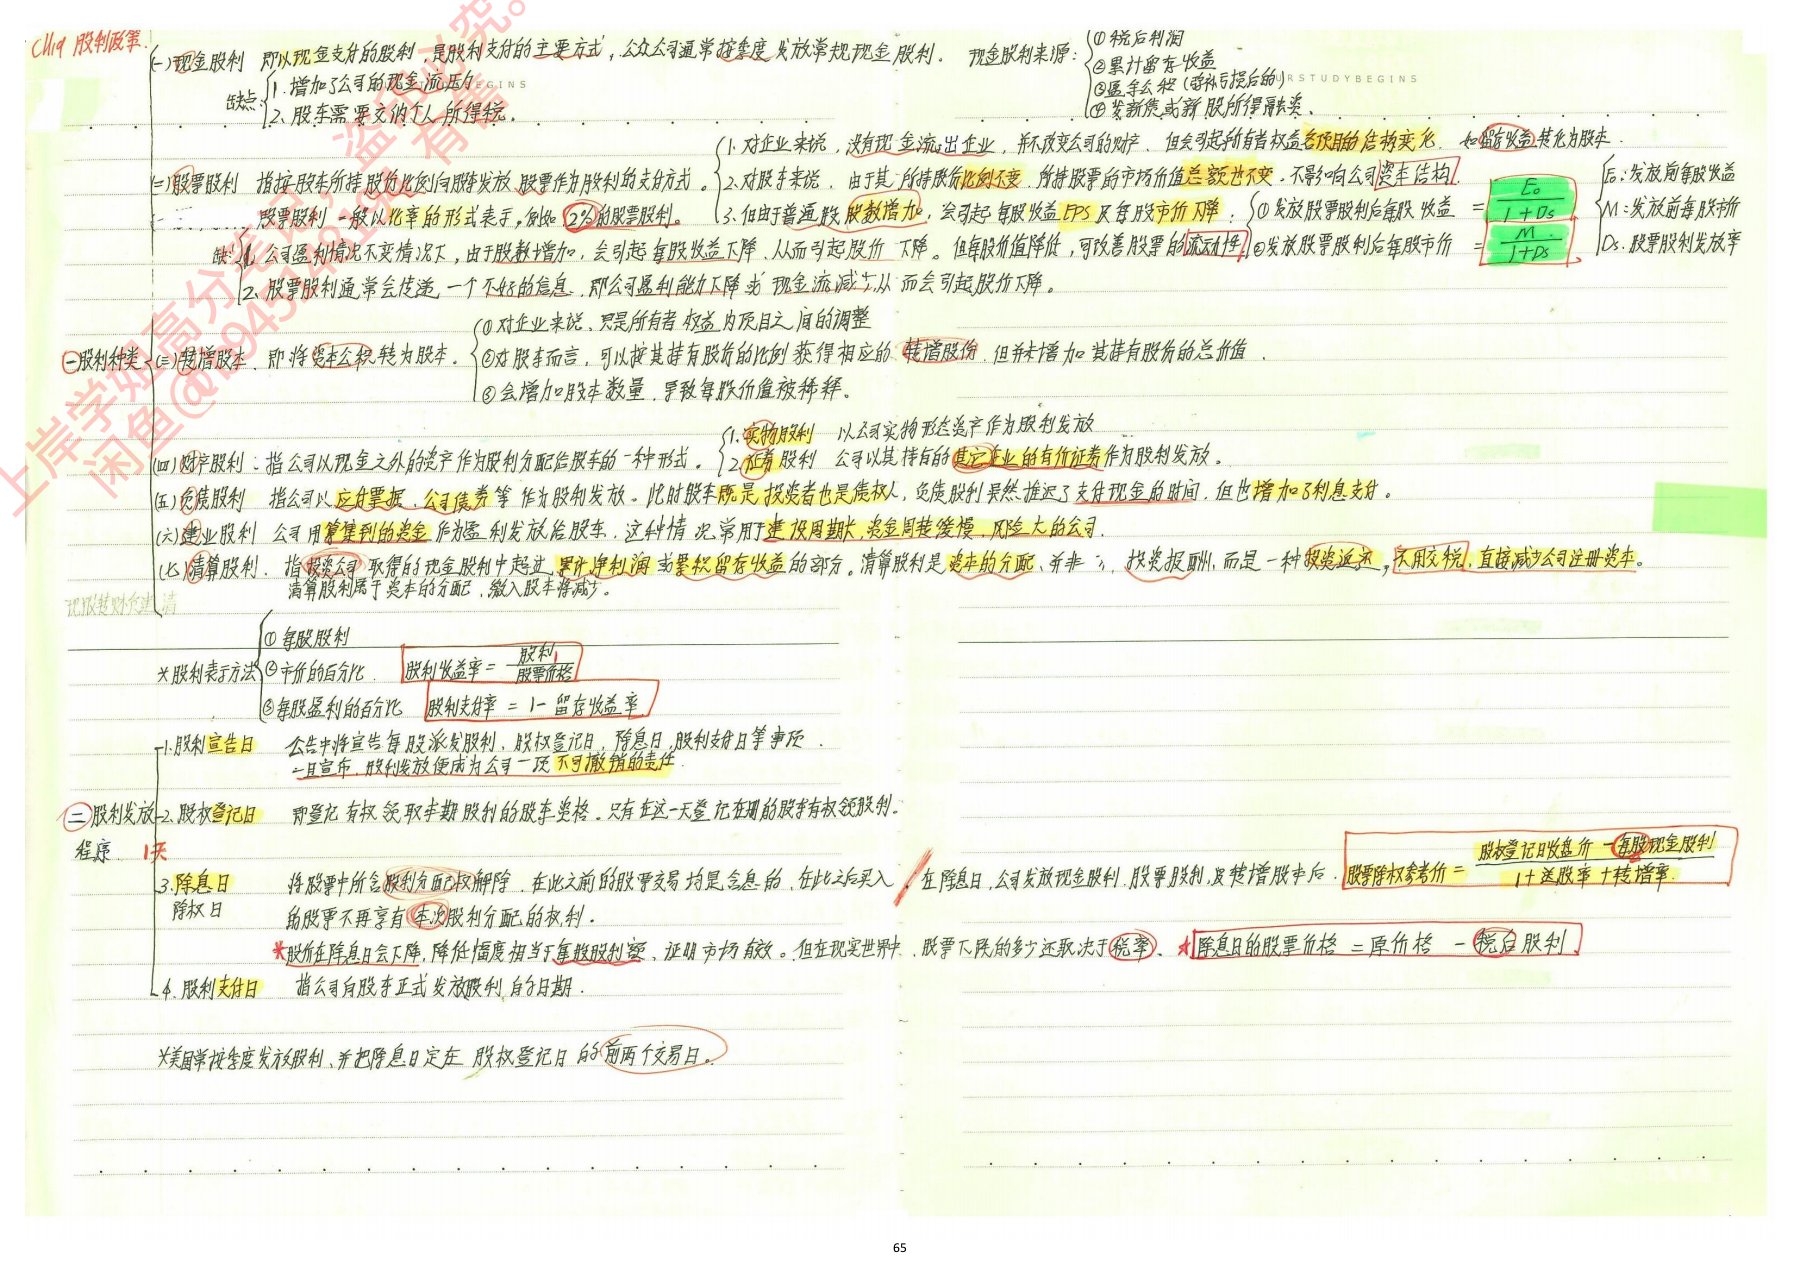 CH19 股利政策.
(一)现金股利 即以现金支付的股利, 是股利支付的主要方式, 公众公司通常按季度发放常规现金股利. 现金股利来源: ①税后利润
②累计留存收益
③盈余公积(弥补亏损后的)
④发新债或新股所得融资.
缺点: 1. 增加了公司的现金流压力
2. 股东需要交纳个人所得税.
URSTUDYBEGINS
(二)股票股利 指按股东所持股份比例向股东发放股票作为股利的支付方式。
1. 对企业来说, 没有现金流出企业, 并不改变公司的财产, 但会引起所有者权益各项目的结构变化, 如留存收益转化为股本.
2. 对股东来说, 由于其所持股份比例不变, 所持股票的市场价值总额也不变. 不影响公司资本结构.
3. 但由于普通股股数增加, 会引起每股收益EPS及每股市价下降.
股票股利一般以比率的形式表示, 例如2%的股票股利。
①发放股票股利后每股收益 = E₀ / 1+Ds
②发放股票股利后每股市价 = M / 1+Ds
E₀: 发放前每股收益
M: 发放前每股市价
Ds: 股票股利发放率
缺: 1. 公司盈利情况不变情况下, 由于股数增加, 会引起每股收益下降, 从而引起股价下降。但每股价值降低, 可改善股票的流动性.
2. 股票股利通常会传递一个不好的信息, 即公司盈利能力下降或现金流减少从而会引起股价下降。
一 股利种类
(三)转增股本, 即将资本公积转为股本.
①对企业来说, 只是所有者权益内项目之间的调整
②对股东而言, 可以按其持有股份的比例获得相应的转增股份, 但并未增加其持有股份的总价值.
③会增加股本数量, 导致每股价值被稀释。
(四)财产股利: 指公司以现金之外的资产作为股利分配给股东的一种形式。
1. 实物股利 以公司实物形态资产作为股利发放
2. 证券股利 公司以其持有的其它企业的有价证券作为股利发放。
(五)负债股利 指公司以应付票据、公司债券等作为股利发放。此时股东既是投资者也是债权人, 负债股利虽然推迟了支付现金的时间, 但也增加了利息支付。
(六)建业股利 公司用筹集到的资金作为盈利发放给股东, 这种情况常用于建设周期长, 资金周转缓慢, 风险大的公司.
(七)清算股利. 指投资公司取得的现金股利中超过累计净利润或累积留存收益的部分。清算股利是资本的分配, 并非 投资报酬, 而是一种投资返还, 不用交税, 直接减少公司注册资本。
清算股利属于资本的分配, 缴入股本将减少.
现股转财负建清
*股利表示方法
①每股股利
②市价的百分比. 股利收益率 = 股利 / 股票价格
③每股盈利的百分比 股利支付率 = 1- 留存收益率
二 股利发放程序. 1天
1. 股利宣告日 公告中将宣告每股派发股利、股权登记日, 除息日, 股利支付日等事项.
一旦宣布, 股利发放便成为公司一项不可撤销的责任.
2. 股权登记日 即登记有权领取本期股利的股东资格. 只有在这一天登记在册的股东有权领股利.
3. 除息日 将股票中所含股利分配权解除, 在此之前的股票交易均是含息的, 在此之后买入
除权日 的股票不再享有本次股利分配的权利.
在除息日, 公司发放现金股利, 股票股利, 及转增股本后. 股票除权参考价 = 股权登记日收盘价 - 每股现金股利 / 1+送股率+转增率.
*股价在除息日会下降, 降低幅度相当于每股股利额、证明市场有效。但在现实世界中, 股票下跌的多少还取决于税率、*除息日的股票价格 = 原价格 - 税后股利
4. 股利支付日 指公司向股东正式发放股利的日期.
*美国常按季度发放股利、并把除息日定在 股权登记日的前两个交易日。
上岸学姐高分笔记,
盗
究。
65